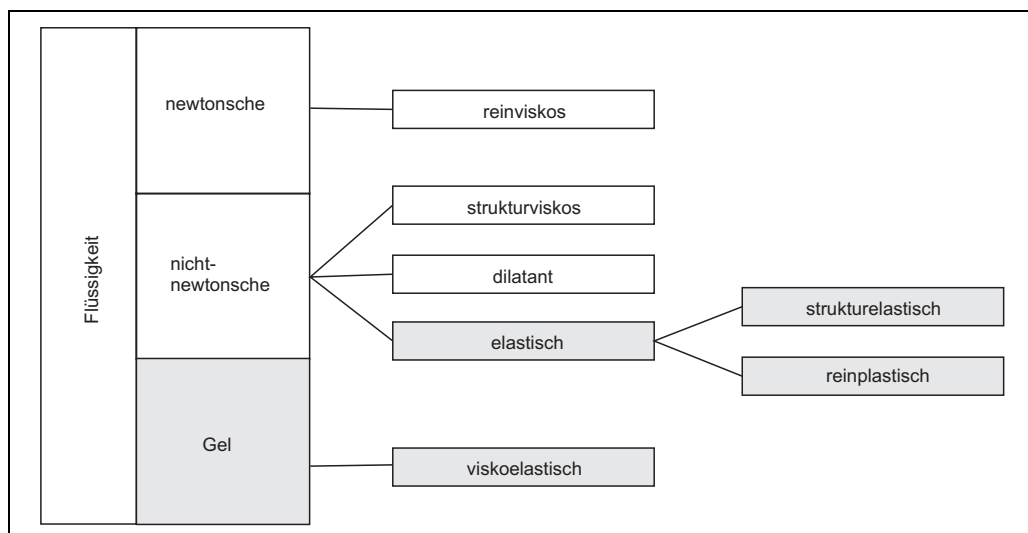 Flüssigkeit
newtonsche
reinviskos
nicht-
newtonsche
strukturviskos
dilatant
elastisch
strukturelastisch
reinplastisch
Gel
viskoelastisch